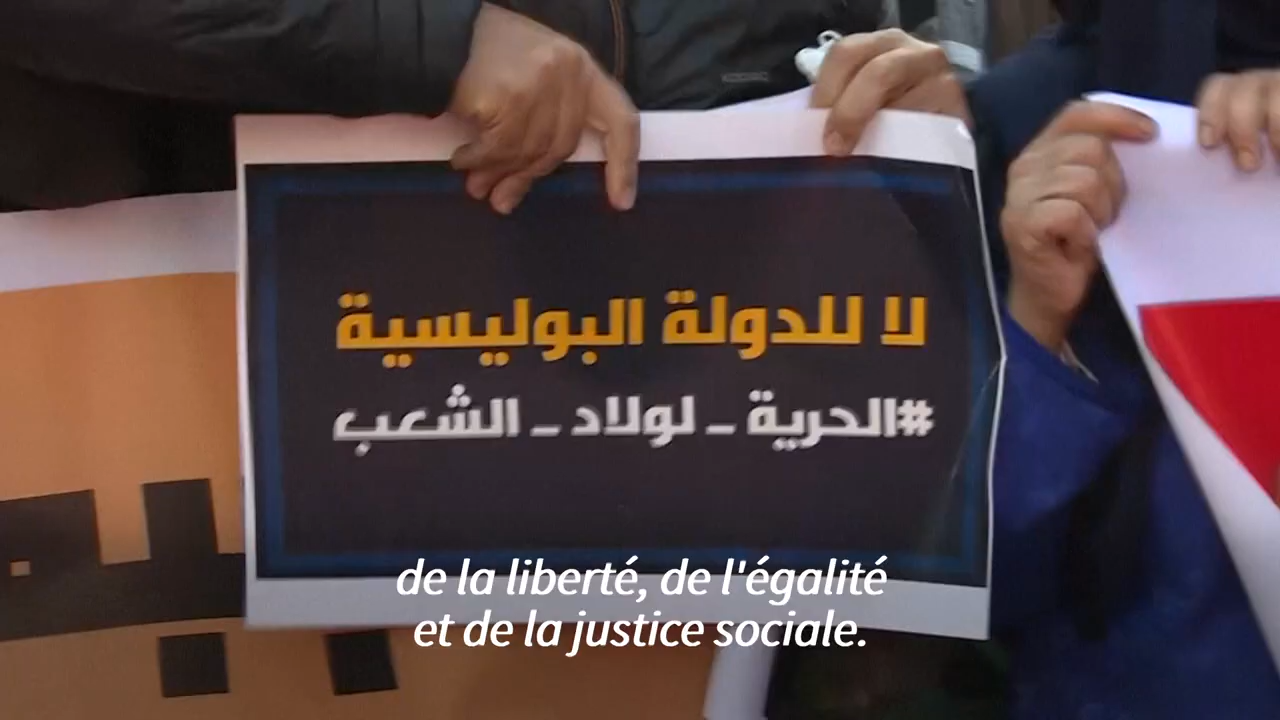 لا للدولة البوليسية
#الحرية_لولاد_الشعب
de la liberté, de l'égalité
et de la justice sociale.